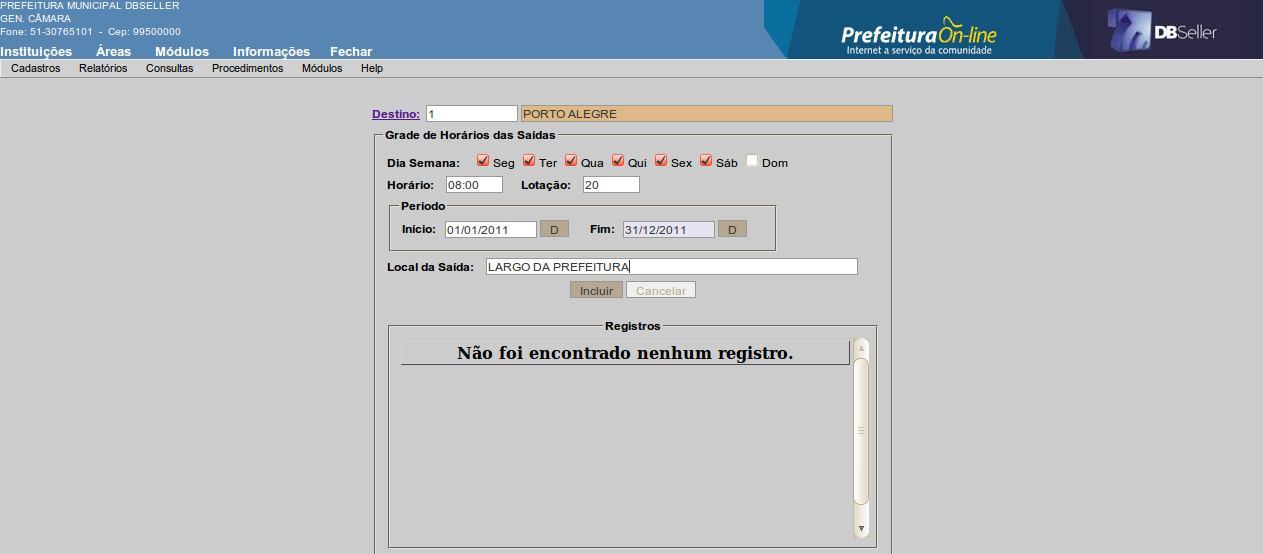 PREFEITURA MUNICIPAL DBSELLER
GEN. CÂMARA
Fone: 51-30765101 - Cep: 99500000
Prefeitura On-line
Internet a serviço da comunidade
DBSeller
Instituições Áreas Módulos Informações Fechar
Cadastros Relatórios Consultas Procedimentos Módulos Help
Destino: 1 PORTO ALEGRE
Grade de Horários das Saídas
Dia Semana: Seg Ter Qua Qui Sex Sáb Dom
Horário: 08:00 Lotação: 20
Período
Inicio: 01/01/2011 D Fim: 31/12/2011 D
Local da Saída: LARGO DA PREFEITURA
Incluir Cancelar
Registros
Não foi encontrado nenhum registro.